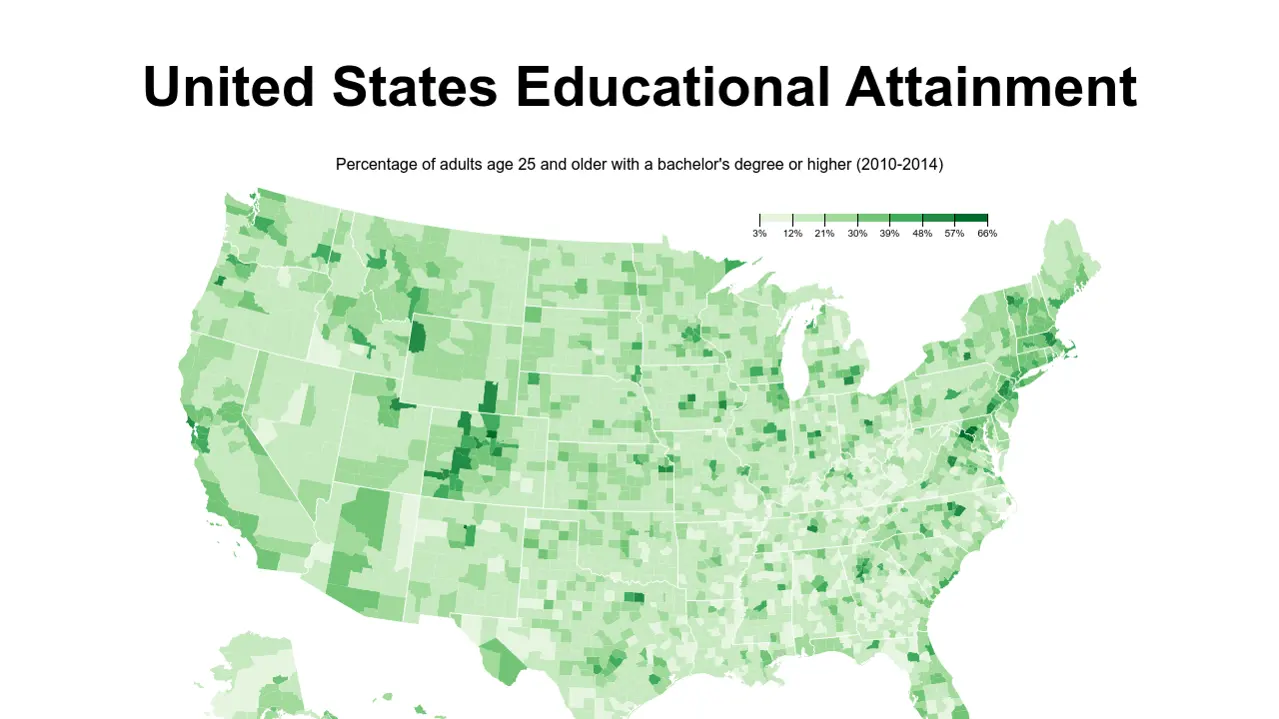 United States Educational Attainment
Percentage of adults age 25 and older with a bachelor's degree or higher (2010-2014)
3% 12% 21% 30% 39% 48% 57% 66%